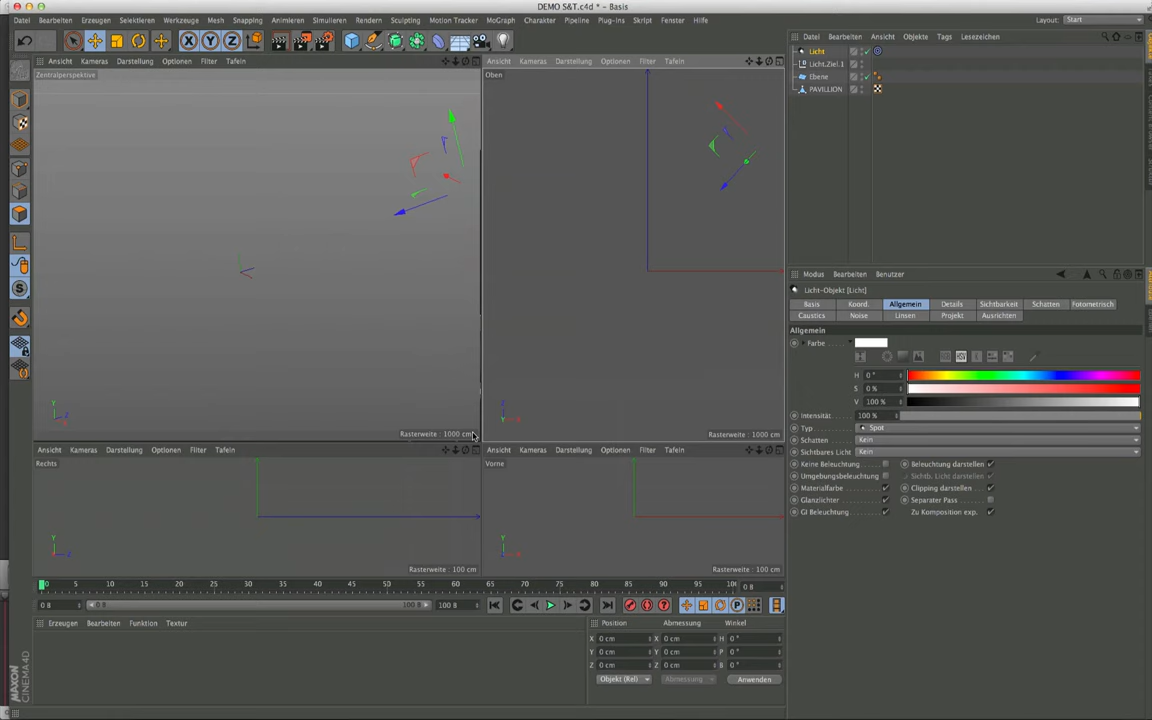 DEMO S&T.c4d * - Basis
Datei Bearbeiten Erzeugen Selektieren Werkzeuge Mesh Snapping Animieren Simulieren Rendern Sculpting Motion Tracker MoGraph Charakter Pipeline Plug-ins Skript Fenster Hilfe Layout: Start
Datei Bearbeiten Ansicht Objekte Tags Lesezeichen
Licht
Licht.Ziel.1
Ebene
PAVILLION
Ansicht Kameras Darstellung Optionen Filter Tafeln
Zentralperspektive
Y
Z
X
Rasterweite : 1000 cm
Ansicht Kameras Darstellung Optionen Filter Tafeln
Oben
Z
Y X
Rasterweite : 1000 cm
Ansicht Kameras Darstellung Optionen Filter Tafeln
Rechts
Y
X Z
Rasterweite : 100 cm
Ansicht Kameras Darstellung Optionen Filter Tafeln
Vorne
Y
Z X
Rasterweite : 100 cm
Modus Bearbeiten Benutzer
Licht-Objekt [Licht]
Basis Koord. Allgemein Details Sichtbarkeit Schatten Fotometrisch
Caustics Noise Linsen Projekt Ausrichten
Allgemein
Farbe
H 0 °
S 0 %
V 100 %
Intensität 100 %
Typ Spot
Schatten Kein
Sichtbares Licht Kein
Keine Beleuchtung Beleuchtung darstellen
Umgebungsbeleuchtung Sichtb. Licht darstellen
Materialfarbe Clipping darstellen
Glanzlichter Separater Pass
GI Beleuchtung Zu Komposition exp.
0 5 10 15 20 25 30 35 40 45 50 55 60 65 70 75 80 85 90 95 0 B
0 B 0 B 100 B 100 B
Erzeugen Bearbeiten Funktion Textur
Position Abmessung Winkel
X 0 cm X 0 cm H 0 °
Y 0 cm Y 0 cm P 0 °
Z 0 cm Z 0 cm B 0 °
Objekt (Rel) Abmessung Anwenden
MAXON
CINEMA 4D